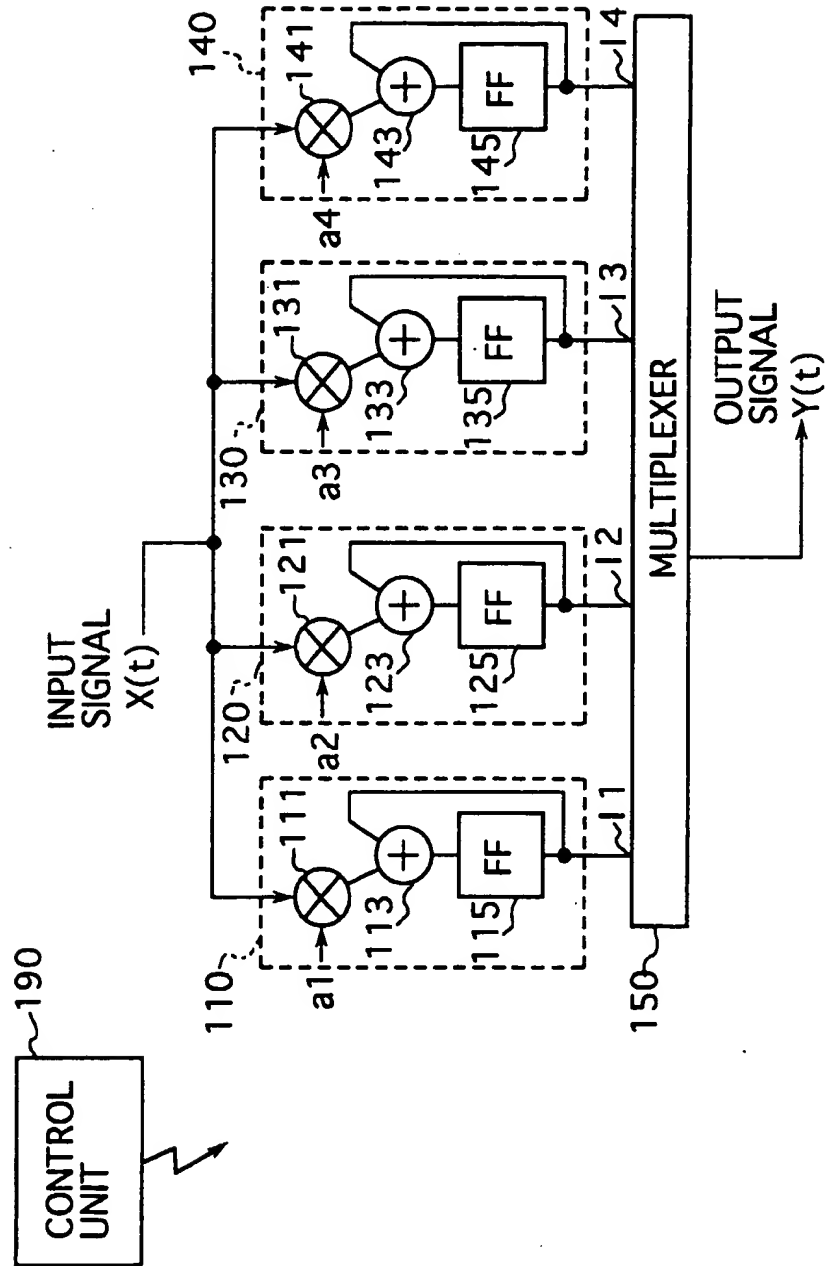 CONTROL
UNIT
190
INPUT
SIGNAL
X(t)
110
a1
111
113
FF
115
11
120
a2
121
123
FF
125
12
130
a3
131
133
FF
135
13
140
a4
141
143
FF
145
14
150
MULTIPLEXER
OUTPUT
SIGNAL
Y(t)